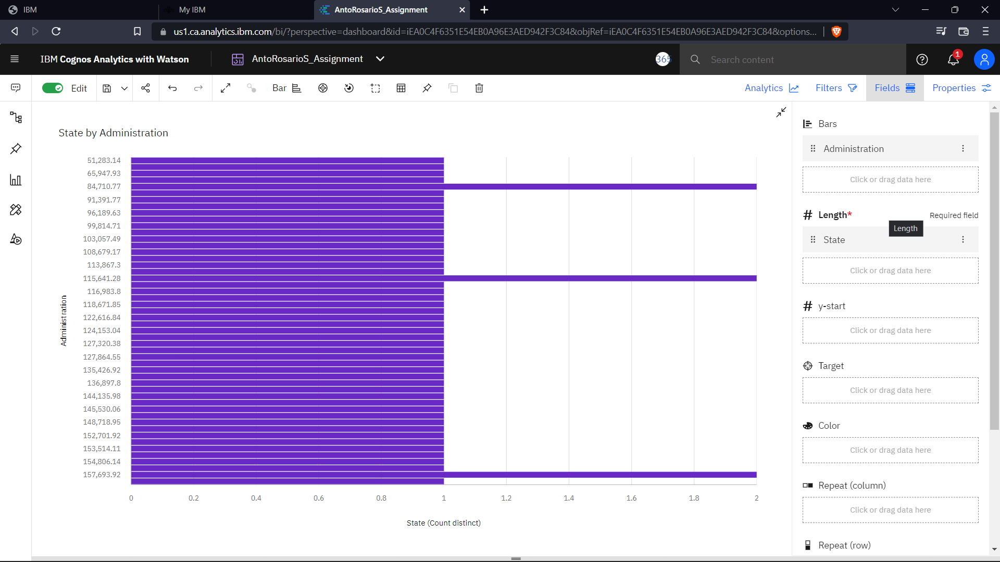 IBM
My IBM
AntoRosarioS_Assignment
us1.ca.analytics.ibm.com/bi/?perspective=dashboard&id=iEA0C4F6351E54EB0A96E3AED942F3C84&objRef=iEA0C4F6351E54EB0A96E3AED942F3C84&options...
IBM Cognos Analytics with Watson
AntoRosarioS_Assignment
365
Search content
1
Edit
Bar
Analytics
Filters
Fields
Properties
State by Administration
51,283.14
65,947.93
84,710.77
91,391.77
96,189.63
99,814.71
103,057.49
108,679.17
113,867.3
115,641.28
116,983.8
118,671.85
122,616.84
124,153.04
127,320.38
127,864.55
135,426.92
136,897.8
144,135.98
145,530.06
148,718.95
152,701.92
153,514.11
154,806.14
157,693.92
Administration
0 0.2 0.4 0.6 0.8 1 1.2 1.4 1.6 1.8 2
State (Count distinct)
Bars
Administration
Click or drag data here
Length* Required field
Length
State
Click or drag data here
y-start
Click or drag data here
Target
Click or drag data here
Color
Click or drag data here
Repeat (column)
Click or drag data here
Repeat (row)